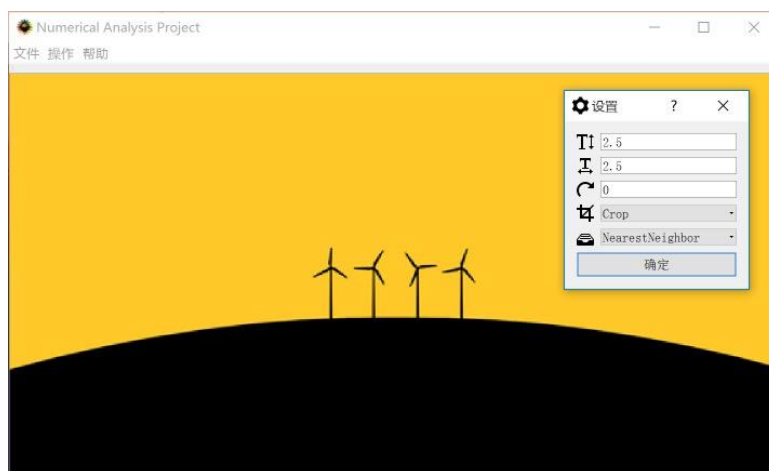 Numerical Analysis Project
文件 操作 帮助
设置
2.5
2.5
0
Crop
NearestNeighbor
确定